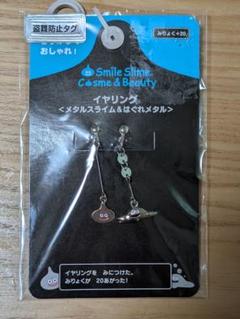 盗難防止タグ
みりょく+20
おしゃれ！
Smile Slime
Cosme & Beauty
イヤリング
<メタルスライム&はぐれメタル>
イヤリングを みにつけた。
みりょくが 20あがった！